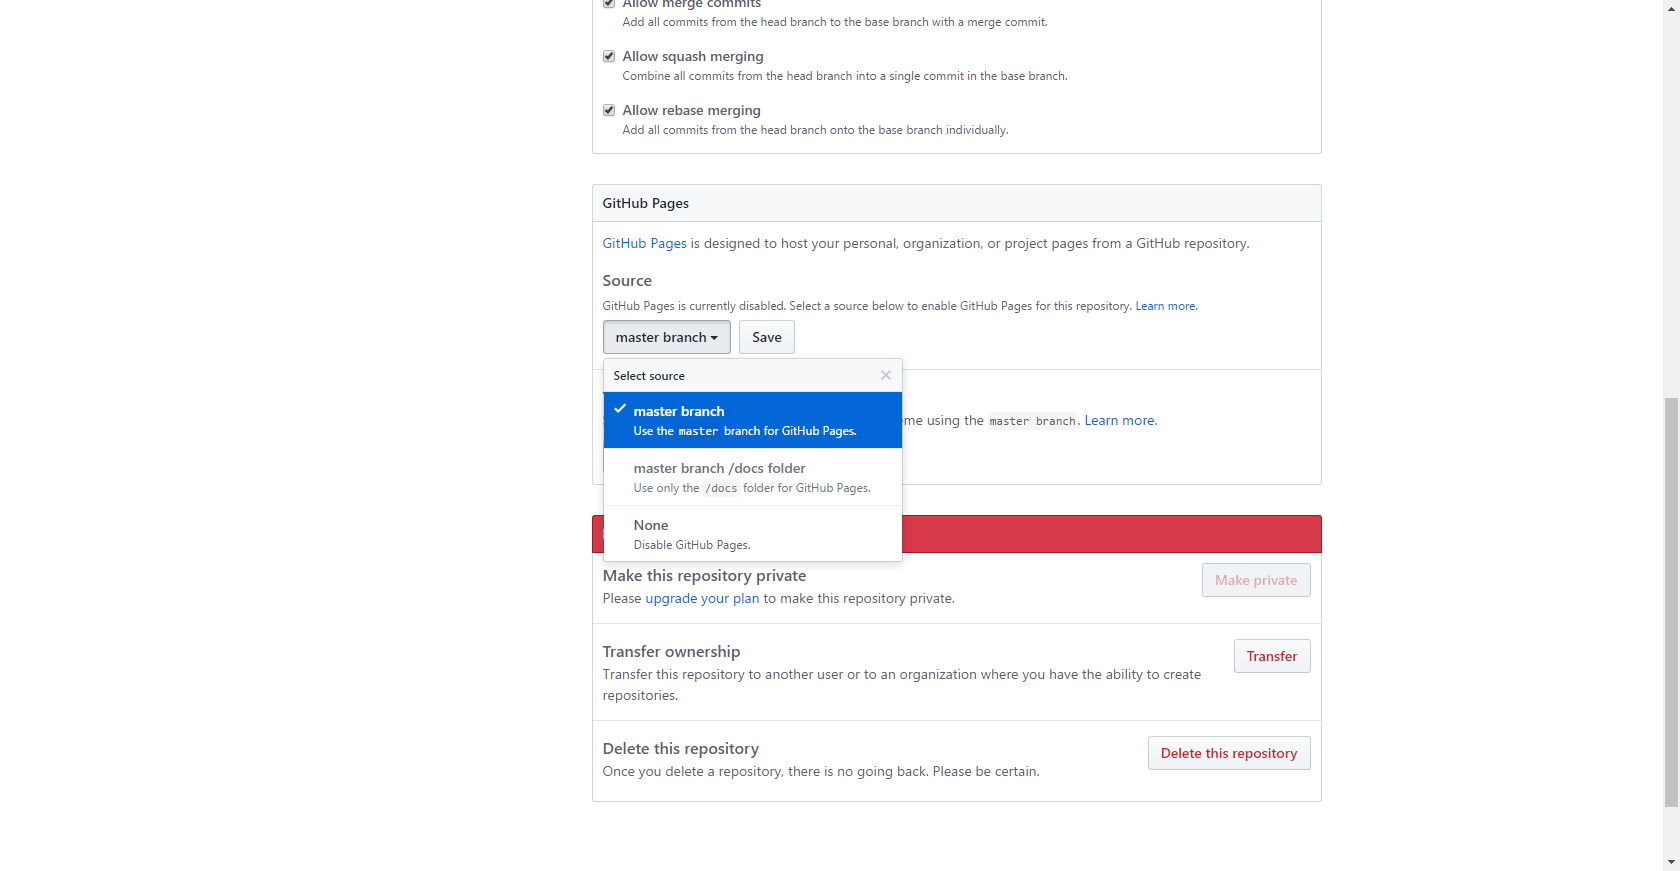 Allow merge commits
Add all commits from the head branch to the base branch with a merge commit.
Allow squash merging
Combine all commits from the head branch into a single commit in the base branch.
Allow rebase merging
Add all commits from the head branch onto the base branch individually.
GitHub Pages
GitHub Pages is designed to host your personal, organization, or project pages from a GitHub repository.
Source
GitHub Pages is currently disabled. Select a source below to enable GitHub Pages for this repository. Learn more.
master branch Save
Select source
master branch
Use the master branch for GitHub Pages.
using the master branch. Learn more.
master branch /docs folder
Use only the /docs folder for GitHub Pages.
None
Disable GitHub Pages.
Make this repository private
Please upgrade your plan to make this repository private.
Make private
Transfer ownership
Transfer this repository to another user or to an organization where you have the ability to create
repositories.
Transfer
Delete this repository
Once you delete a repository, there is no going back. Please be certain.
Delete this repository